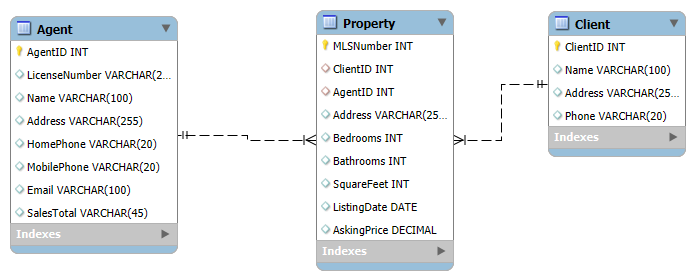 Agent
AgentID INT
LicenseNumber VARCHAR(2...
Name VARCHAR(100)
Address VARCHAR(255)
HomePhone VARCHAR(20)
MobilePhone VARCHAR(20)
Email VARCHAR(100)
SalesTotal VARCHAR(45)
Indexes
Property
MLSNumber INT
ClientID INT
AgentID INT
Address VARCHAR(25...
Bedrooms INT
Bathrooms INT
SquareFeet INT
ListingDate DATE
AskingPrice DECIMAL
Indexes
Client
ClientID INT
Name VARCHAR(100)
Address VARCHAR(25...
Phone VARCHAR(20)
Indexes